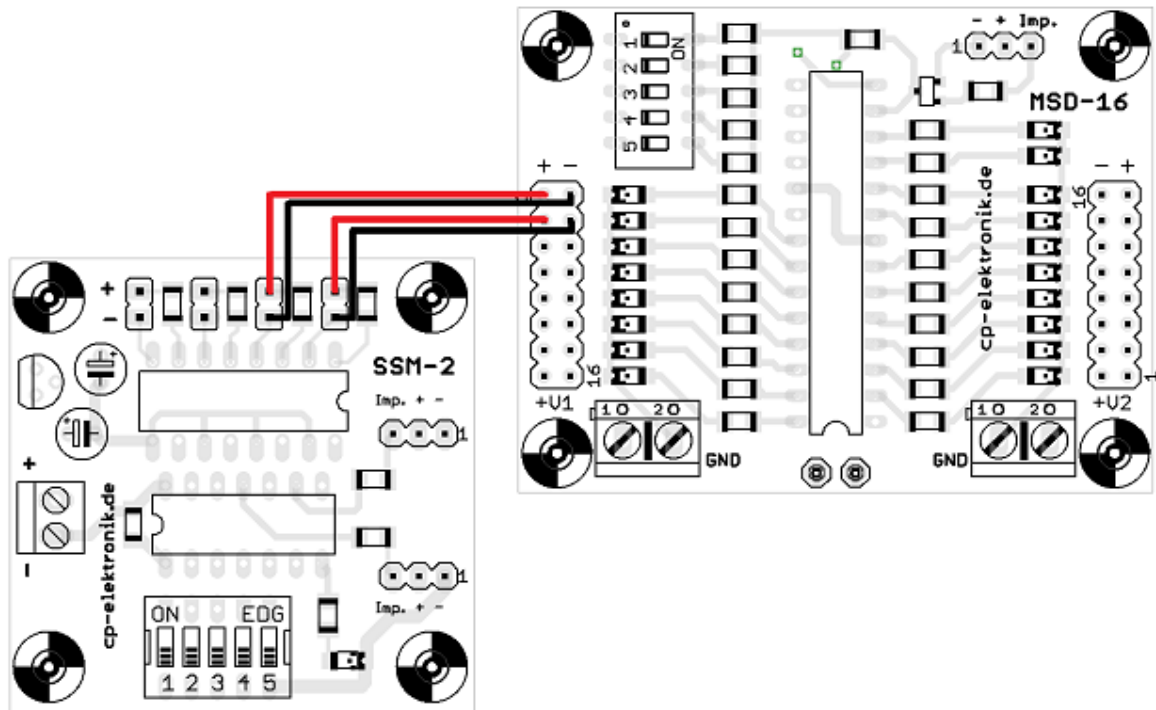 - + Imp.
1
ON
1
2
3
4
5
MSD-16
+ -
- +
16
cp-elektronik.de
16
1
+V1
+V2
1O 2O
GND
1O 2O
GND
+
-
SSM-2
Imp. + -
1
+
-
cp-elektronik.de
1
Imp. + -
ON EDG
1 2 3 4 5